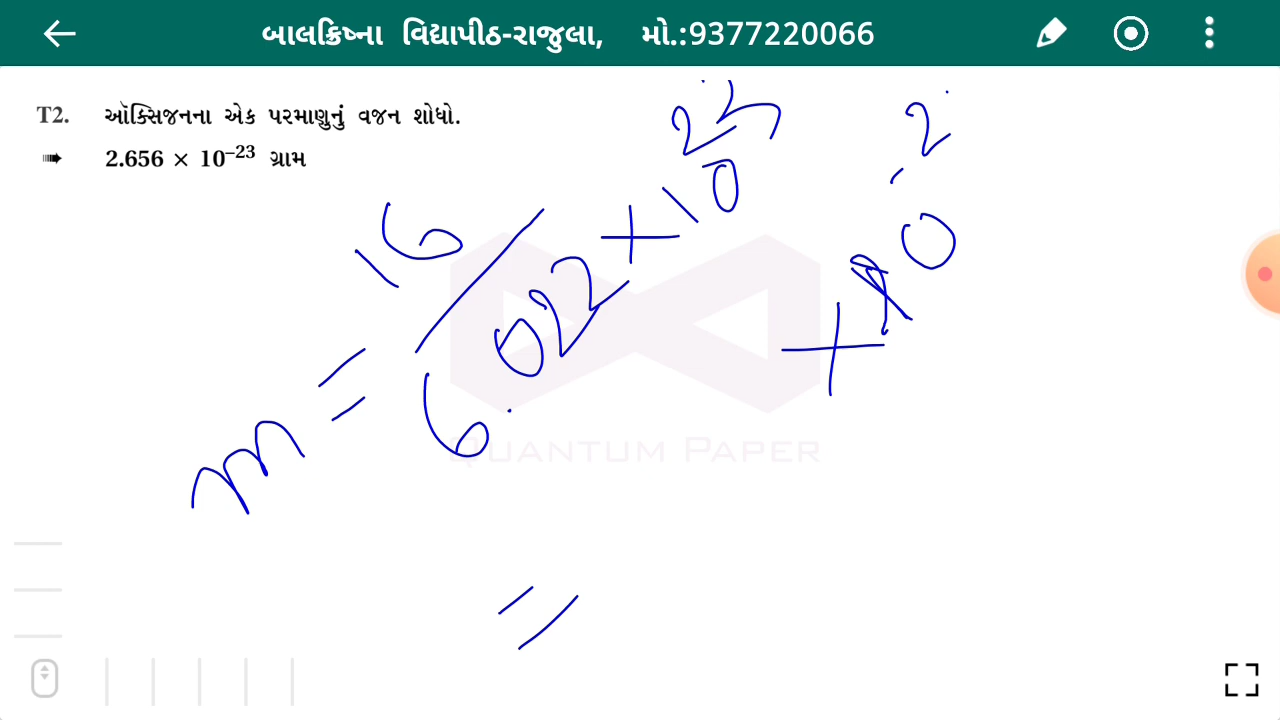 બાલક્રિષ્ના વિદ્યાપીઠ-રાજુલા, મો.:9377220066
T2. ઑક્સિજનના એક પરમાણુનું વજન શોધો.
➠ 2.656 × 10⁻²³ ગ્રામ
m = 16 / 6.022 × 10²³
× 10⁻²
=
QUANTUM PAPER